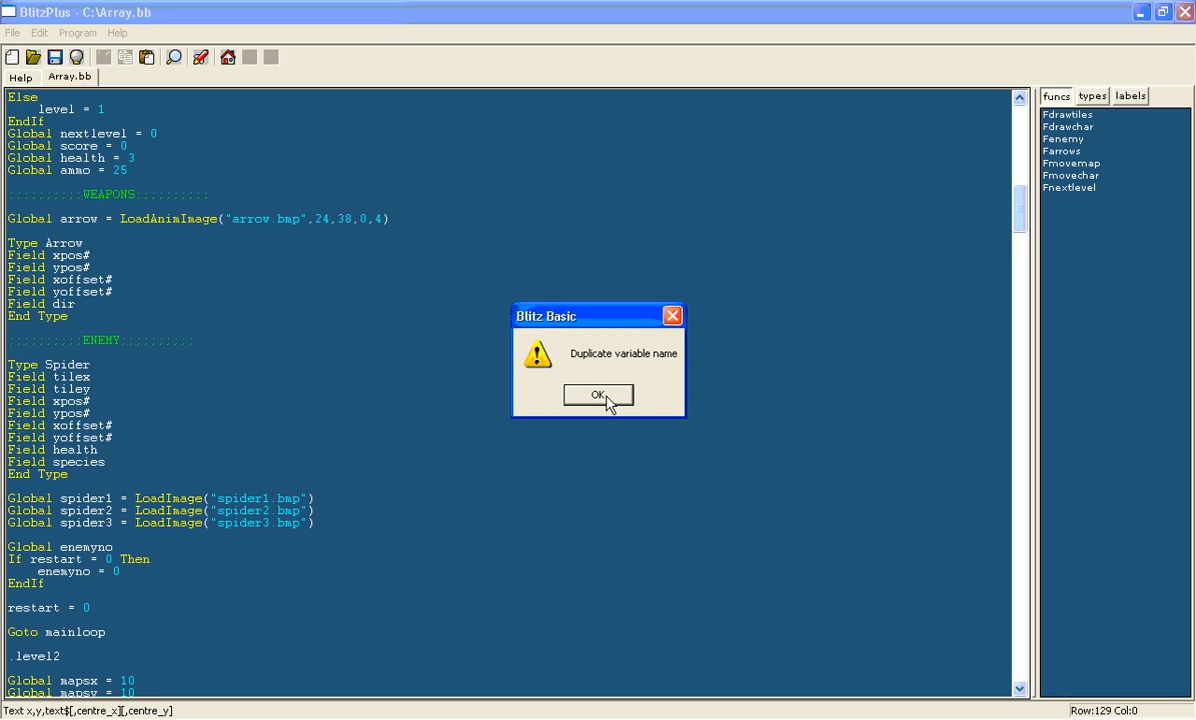 BlitzPlus - C:\Array.bb
File Edit Program Help
Help Array.bb
Else
level = 1
EndIf
Global nextlevel = 0
Global score = 0
Global health = 3
Global ammo = 25
;;;;;;;;;;WEAPONS;;;;;;;;;;
Global arrow = LoadAnimImage("arrow.bmp",24,38,0,4)
Type Arrow
Field xpos#
Field ypos#
Field xoffset#
Field yoffset#
Field dir
End Type
;;;;;;;;;;ENEMY;;;;;;;;;;
Type Spider
Field tilex
Field tiley
Field xpos#
Field ypos#
Field xoffset#
Field yoffset#
Field health
Field species
End Type
Global spider1 = LoadImage("spider1.bmp")
Global spider2 = LoadImage("spider2.bmp")
Global spider3 = LoadImage("spider3.bmp")
Global enemyno
If restart = 0 Then
enemyno = 0
EndIf
restart = 0
Goto mainloop
.level2
Global mapsx = 10
Global mapsy = 10
Blitz Basic
Duplicate variable name
OK
funcs types labels
Fdrawtiles
Fdrawchar
Fenemy
Farrows
Fmovemap
Fmovechar
Fnextlevel
Text x,y,text$[,centre_x][,centre_y]
Row:129 Col:0